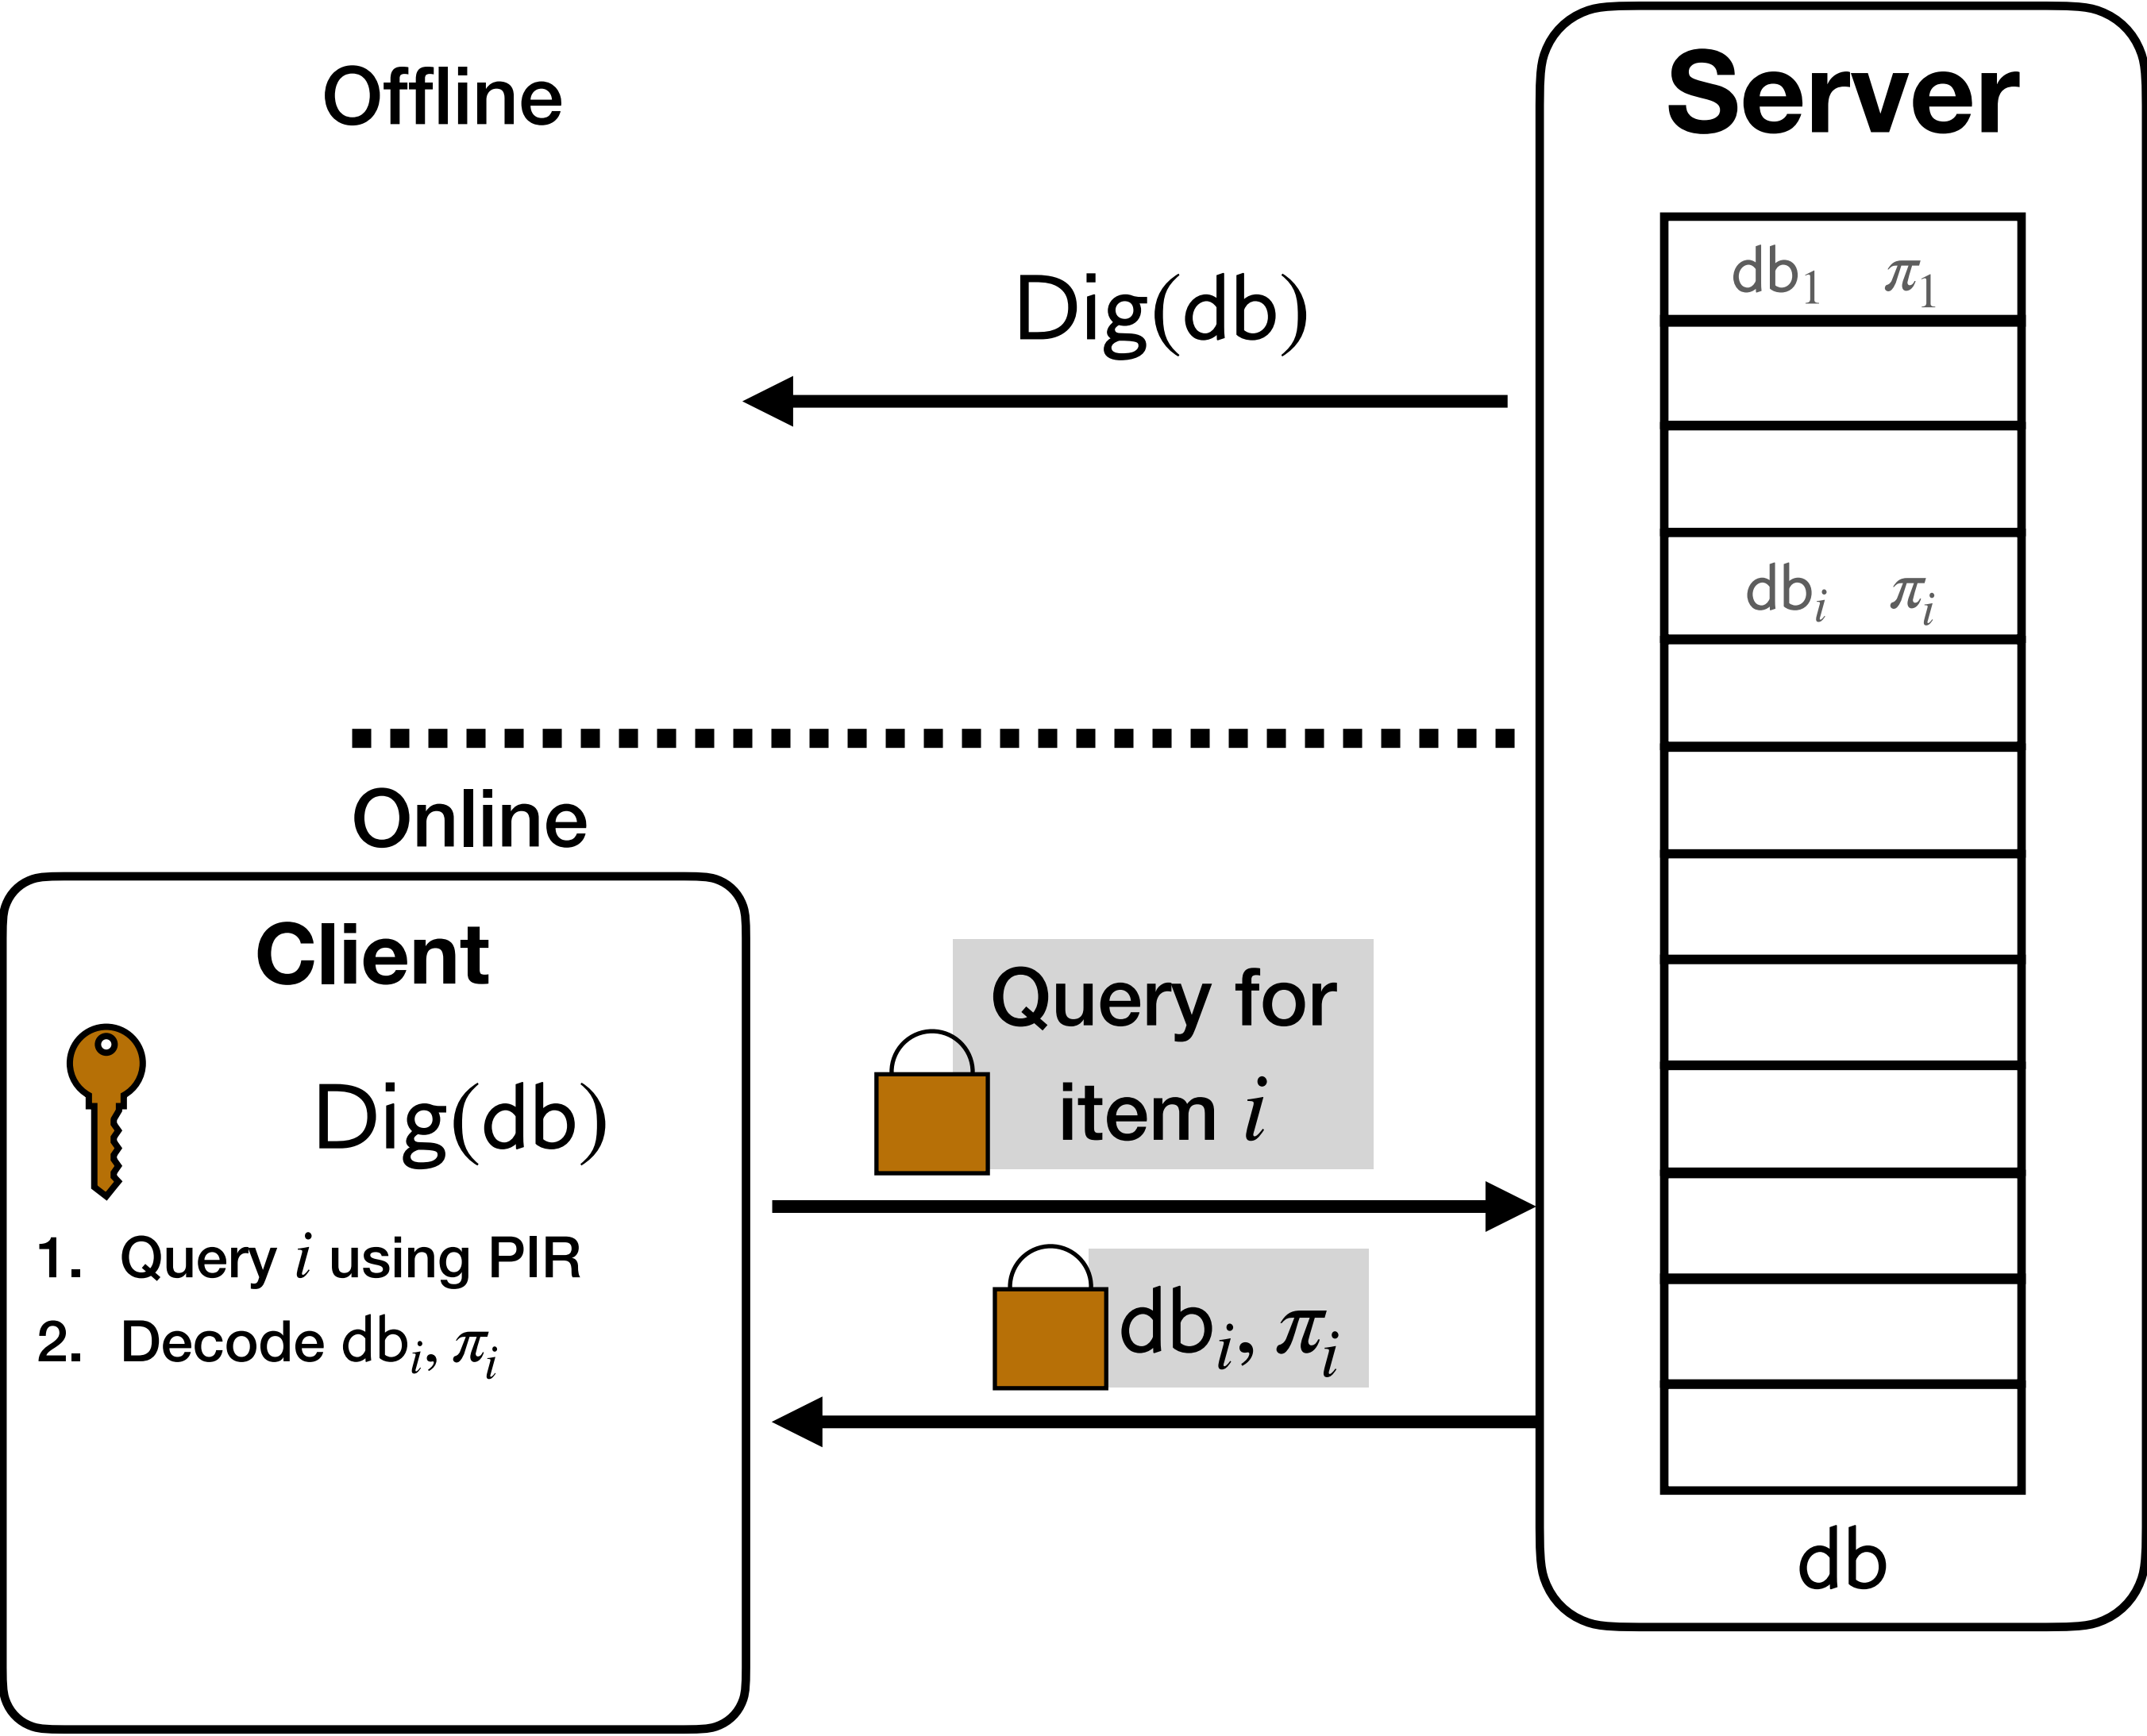 Offline
Server
db₁ π₁
Dig(db)
dbᵢ πᵢ
Online
Client
Query for
item i
Dig(db)
1. Query i using PIR
dbᵢ, πᵢ
2. Decode dbᵢ, πᵢ
db